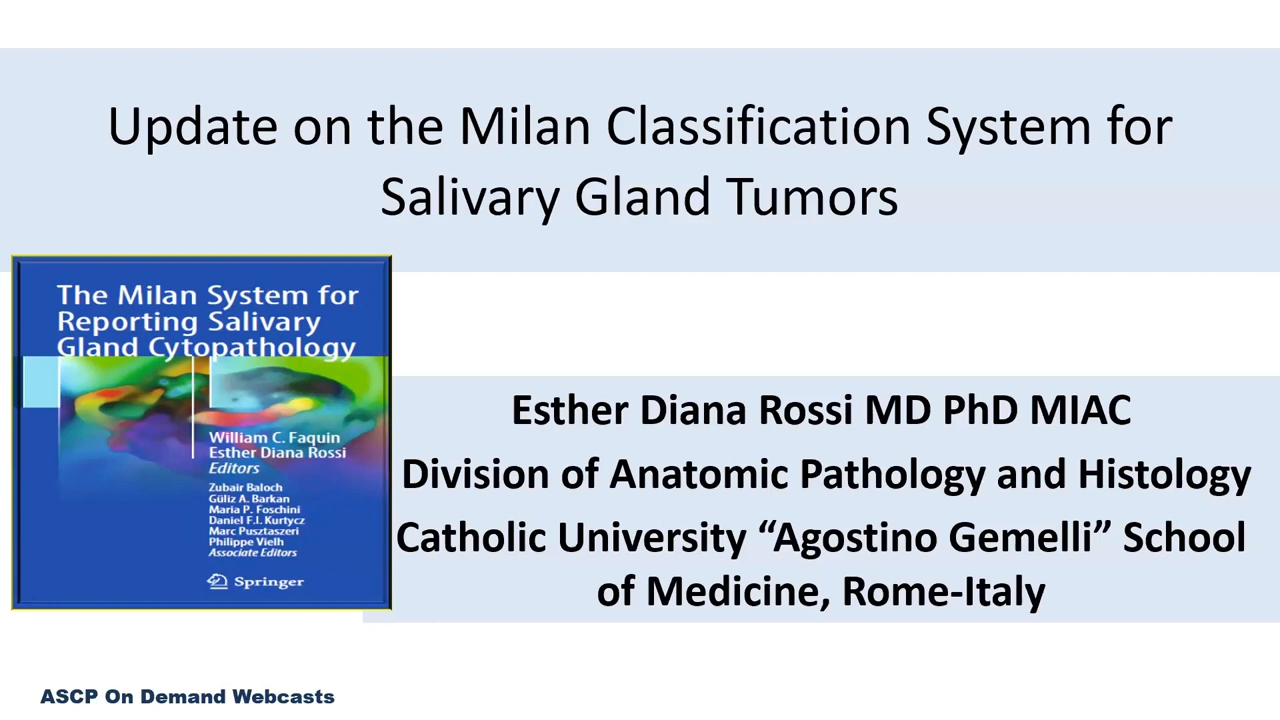 Update on the Milan Classification System for
Salivary Gland Tumors
The Milan System for
Reporting Salivary
Gland Cytopathology
William C. Faquin
Esther Diana Rossi
Editors
Zubair Baloch
Güliz A. Barkan
Maria P. Foschini
Daniel F.I. Kurtycz
Marc Pusztaszeri
Philippe Vielh
Associate Editors
Springer
Esther Diana Rossi MD PhD MIAC
Division of Anatomic Pathology and Histology
Catholic University “Agostino Gemelli” School
of Medicine, Rome-Italy
ASCP On Demand Webcasts